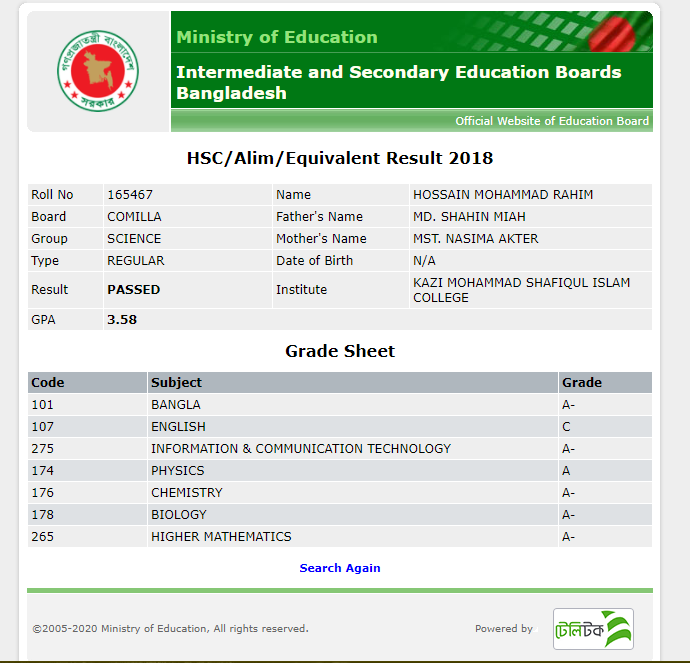 গণপ্রজাতন্ত্রী বাংলাদেশ
সরকার
Ministry of Education
Intermediate and Secondary Education Boards
Bangladesh
Official Website of Education Board
HSC/Alim/Equivalent Result 2018
Roll No 165467 Name HOSSAIN MOHAMMAD RAHIM
Board COMILLA Father's Name MD. SHAHIN MIAH
Group SCIENCE Mother's Name MST. NASIMA AKTER
Type REGULAR Date of Birth N/A
Result PASSED Institute KAZI MOHAMMAD SHAFIQUL ISLAM
COLLEGE
GPA 3.58
Grade Sheet
Code Subject Grade
101 BANGLA A-
107 ENGLISH C
275 INFORMATION & COMMUNICATION TECHNOLOGY A-
174 PHYSICS A
176 CHEMISTRY A-
178 BIOLOGY A-
265 HIGHER MATHEMATICS A-
Search Again
©2005-2020 Ministry of Education, All rights reserved. Powered by
টেলিটক